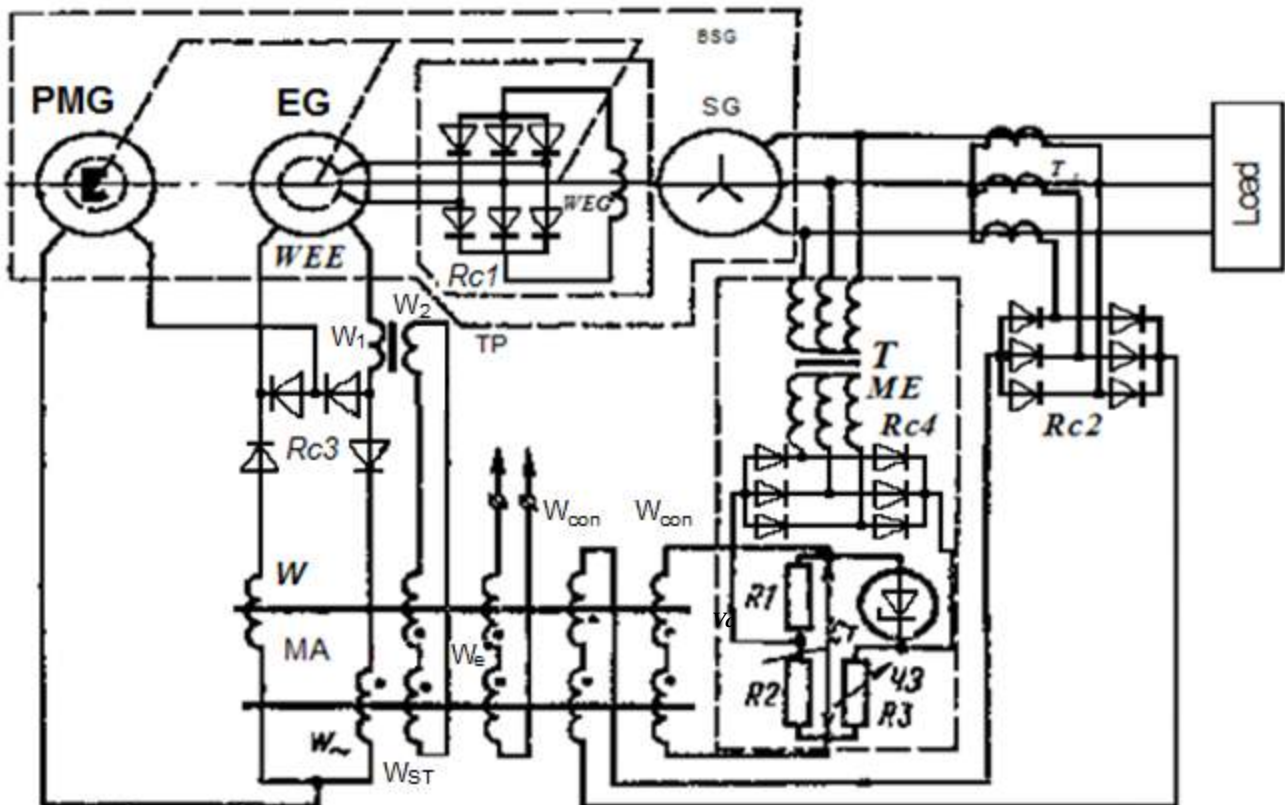 BSG
PMG
EG
SG
WEG
WEE
Rc1
T
Load
W₁
W₂
TP
T
ME
Rc3
Rc4
Rc2
Wcon
Wcon
W
R1
MA
We
R2
R3
W~
WST